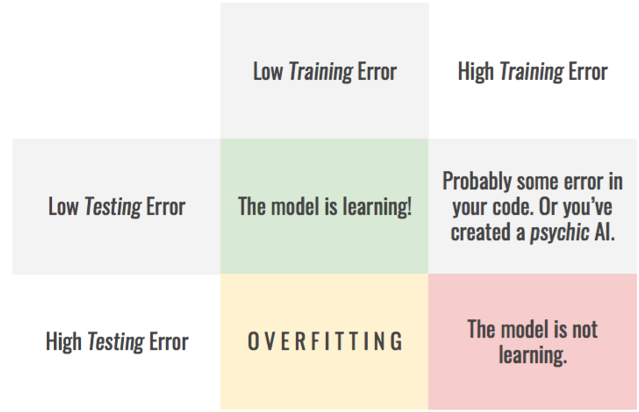 Low Training Error
High Training Error
Low Testing Error
The model is learning!
Probably some error in
your code. Or you've
created a psychic AI.
High Testing Error
OVERFITTING
The model is not
learning.